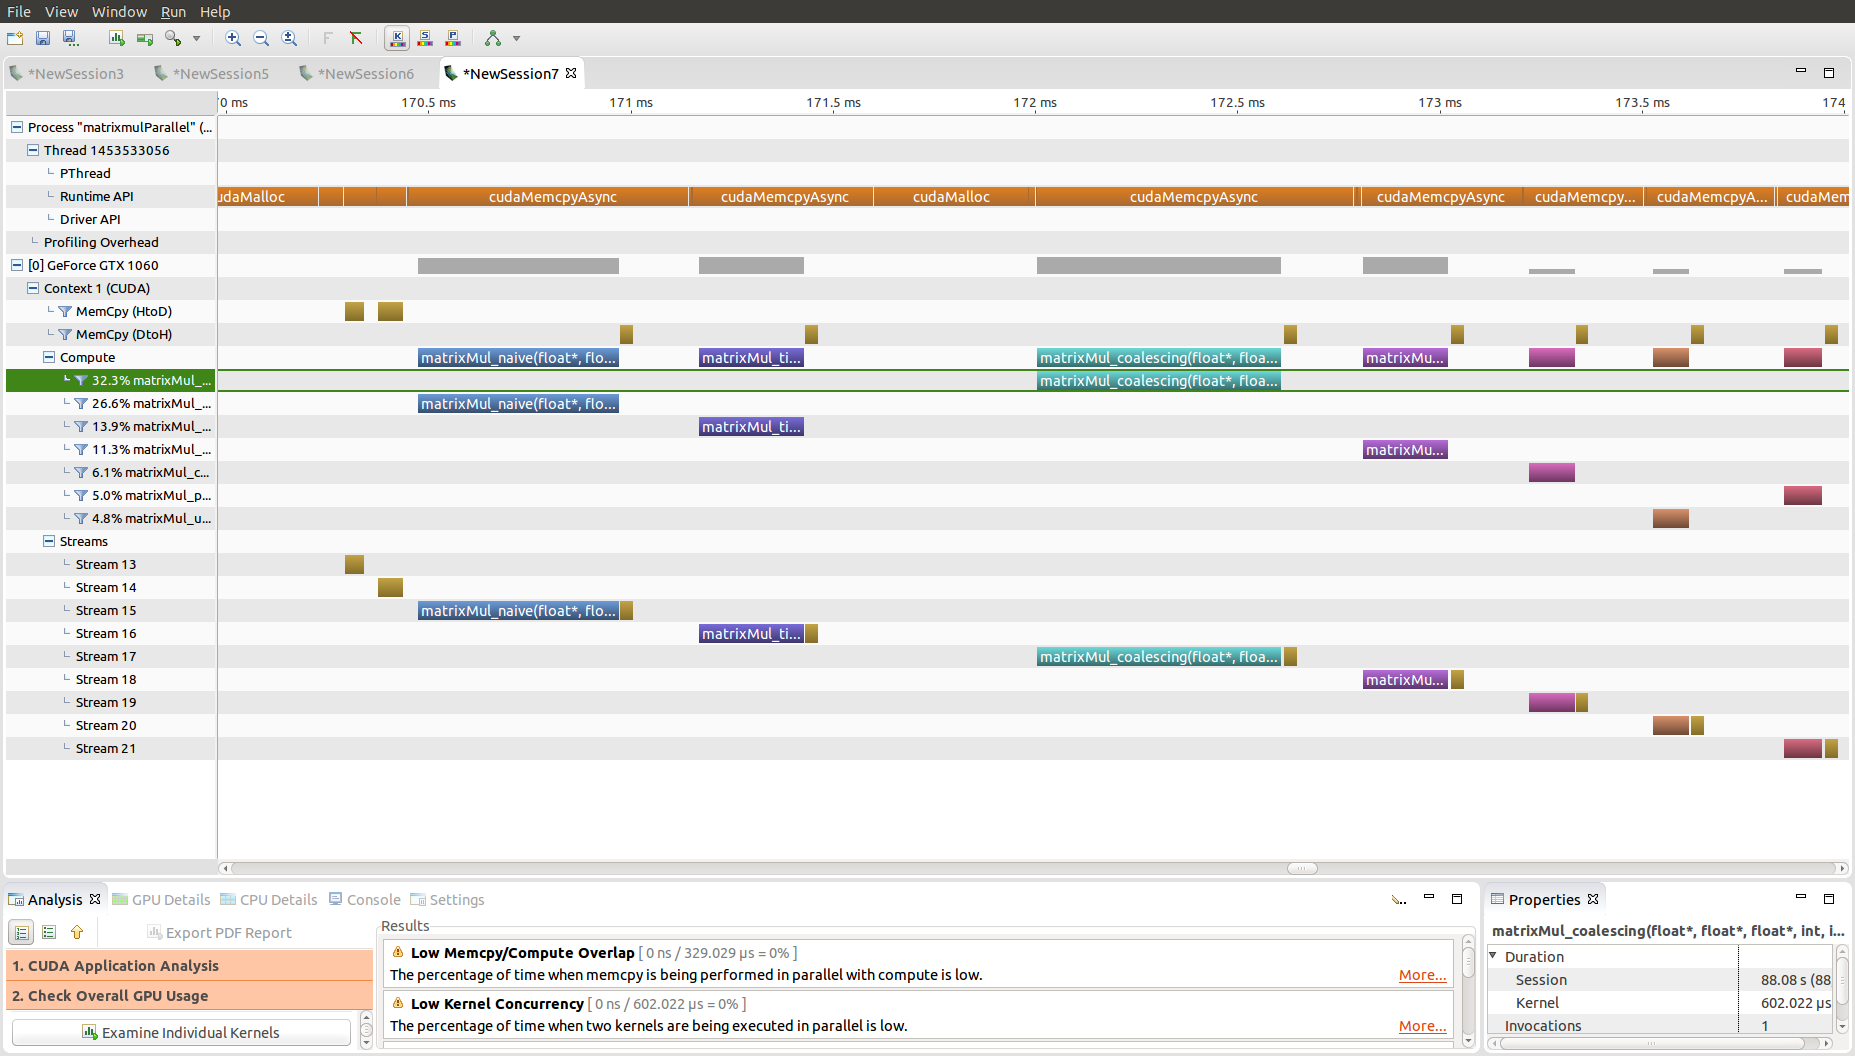 File View Window Run Help
*NewSession3 *NewSession5 *NewSession6 *NewSession7
0 ms 170.5 ms 171 ms 171.5 ms 172 ms 172.5 ms 173 ms 173.5 ms 174
Process "matrixmulParallel" (...
Thread 1453533056
PThread
Runtime API udaMalloc cudaMemcpyAsync cudaMemcpyAsync cudaMalloc cudaMemcpyAsync cudaMemcpyAsync cudaMemcpy... cudaMemcpyA... cudaMem
Driver API
Profiling Overhead
[0] GeForce GTX 1060
Context 1 (CUDA)
MemCpy (HtoD)
MemCpy (DtoH)
Compute matrixMul_naive(float*, flo... matrixMul_ti... matrixMul_coalescing(float*, floa... matrixMu...
32.3% matrixMul_... matrixMul_coalescing(float*, floa...
26.6% matrixMul_... matrixMul_naive(float*, flo...
13.9% matrixMul_... matrixMul_ti...
11.3% matrixMul_... matrixMu...
6.1% matrixMul_c...
5.0% matrixMul_p...
4.8% matrixMul_u...
Streams
Stream 13
Stream 14
Stream 15 matrixMul_naive(float*, flo...
Stream 16 matrixMul_ti...
Stream 17 matrixMul_coalescing(float*, floa...
Stream 18 matrixMu...
Stream 19
Stream 20
Stream 21
Analysis GPU Details CPU Details Console Settings
Export PDF Report
1. CUDA Application Analysis
2. Check Overall GPU Usage
Examine Individual Kernels
Results
Low Memcpy/Compute Overlap [ 0 ns / 329.029 µs = 0% ]
The percentage of time when memcpy is being performed in parallel with compute is low. More...
Low Kernel Concurrency [ 0 ns / 602.022 µs = 0% ]
The percentage of time when two kernels are being executed in parallel is low. More...
Properties
matrixMul_coalescing(float*, float*, float*, int, i...
Duration
Session 88.08 s (88
Kernel 602.022 µs
Invocations 1